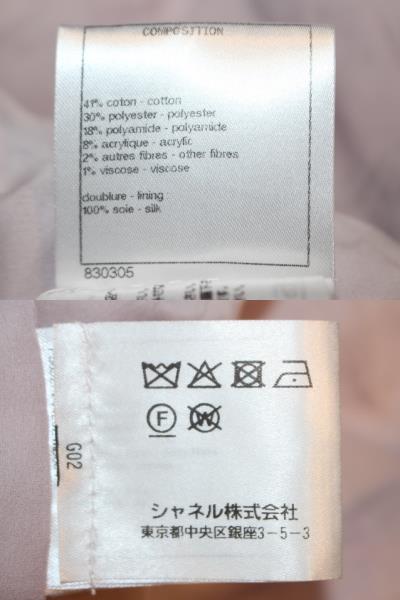 COMPOSITION
41% coton - cotton
30% polyester - polyester
18% polyamide - polyamide
8% acrylique - acrylic
2% autres fibres - other fibres
1% viscose - viscose
doublure - lining
100% soie - silk
830305
F W
G02
シャネル株式会社
東京都中央区銀座3-5-3